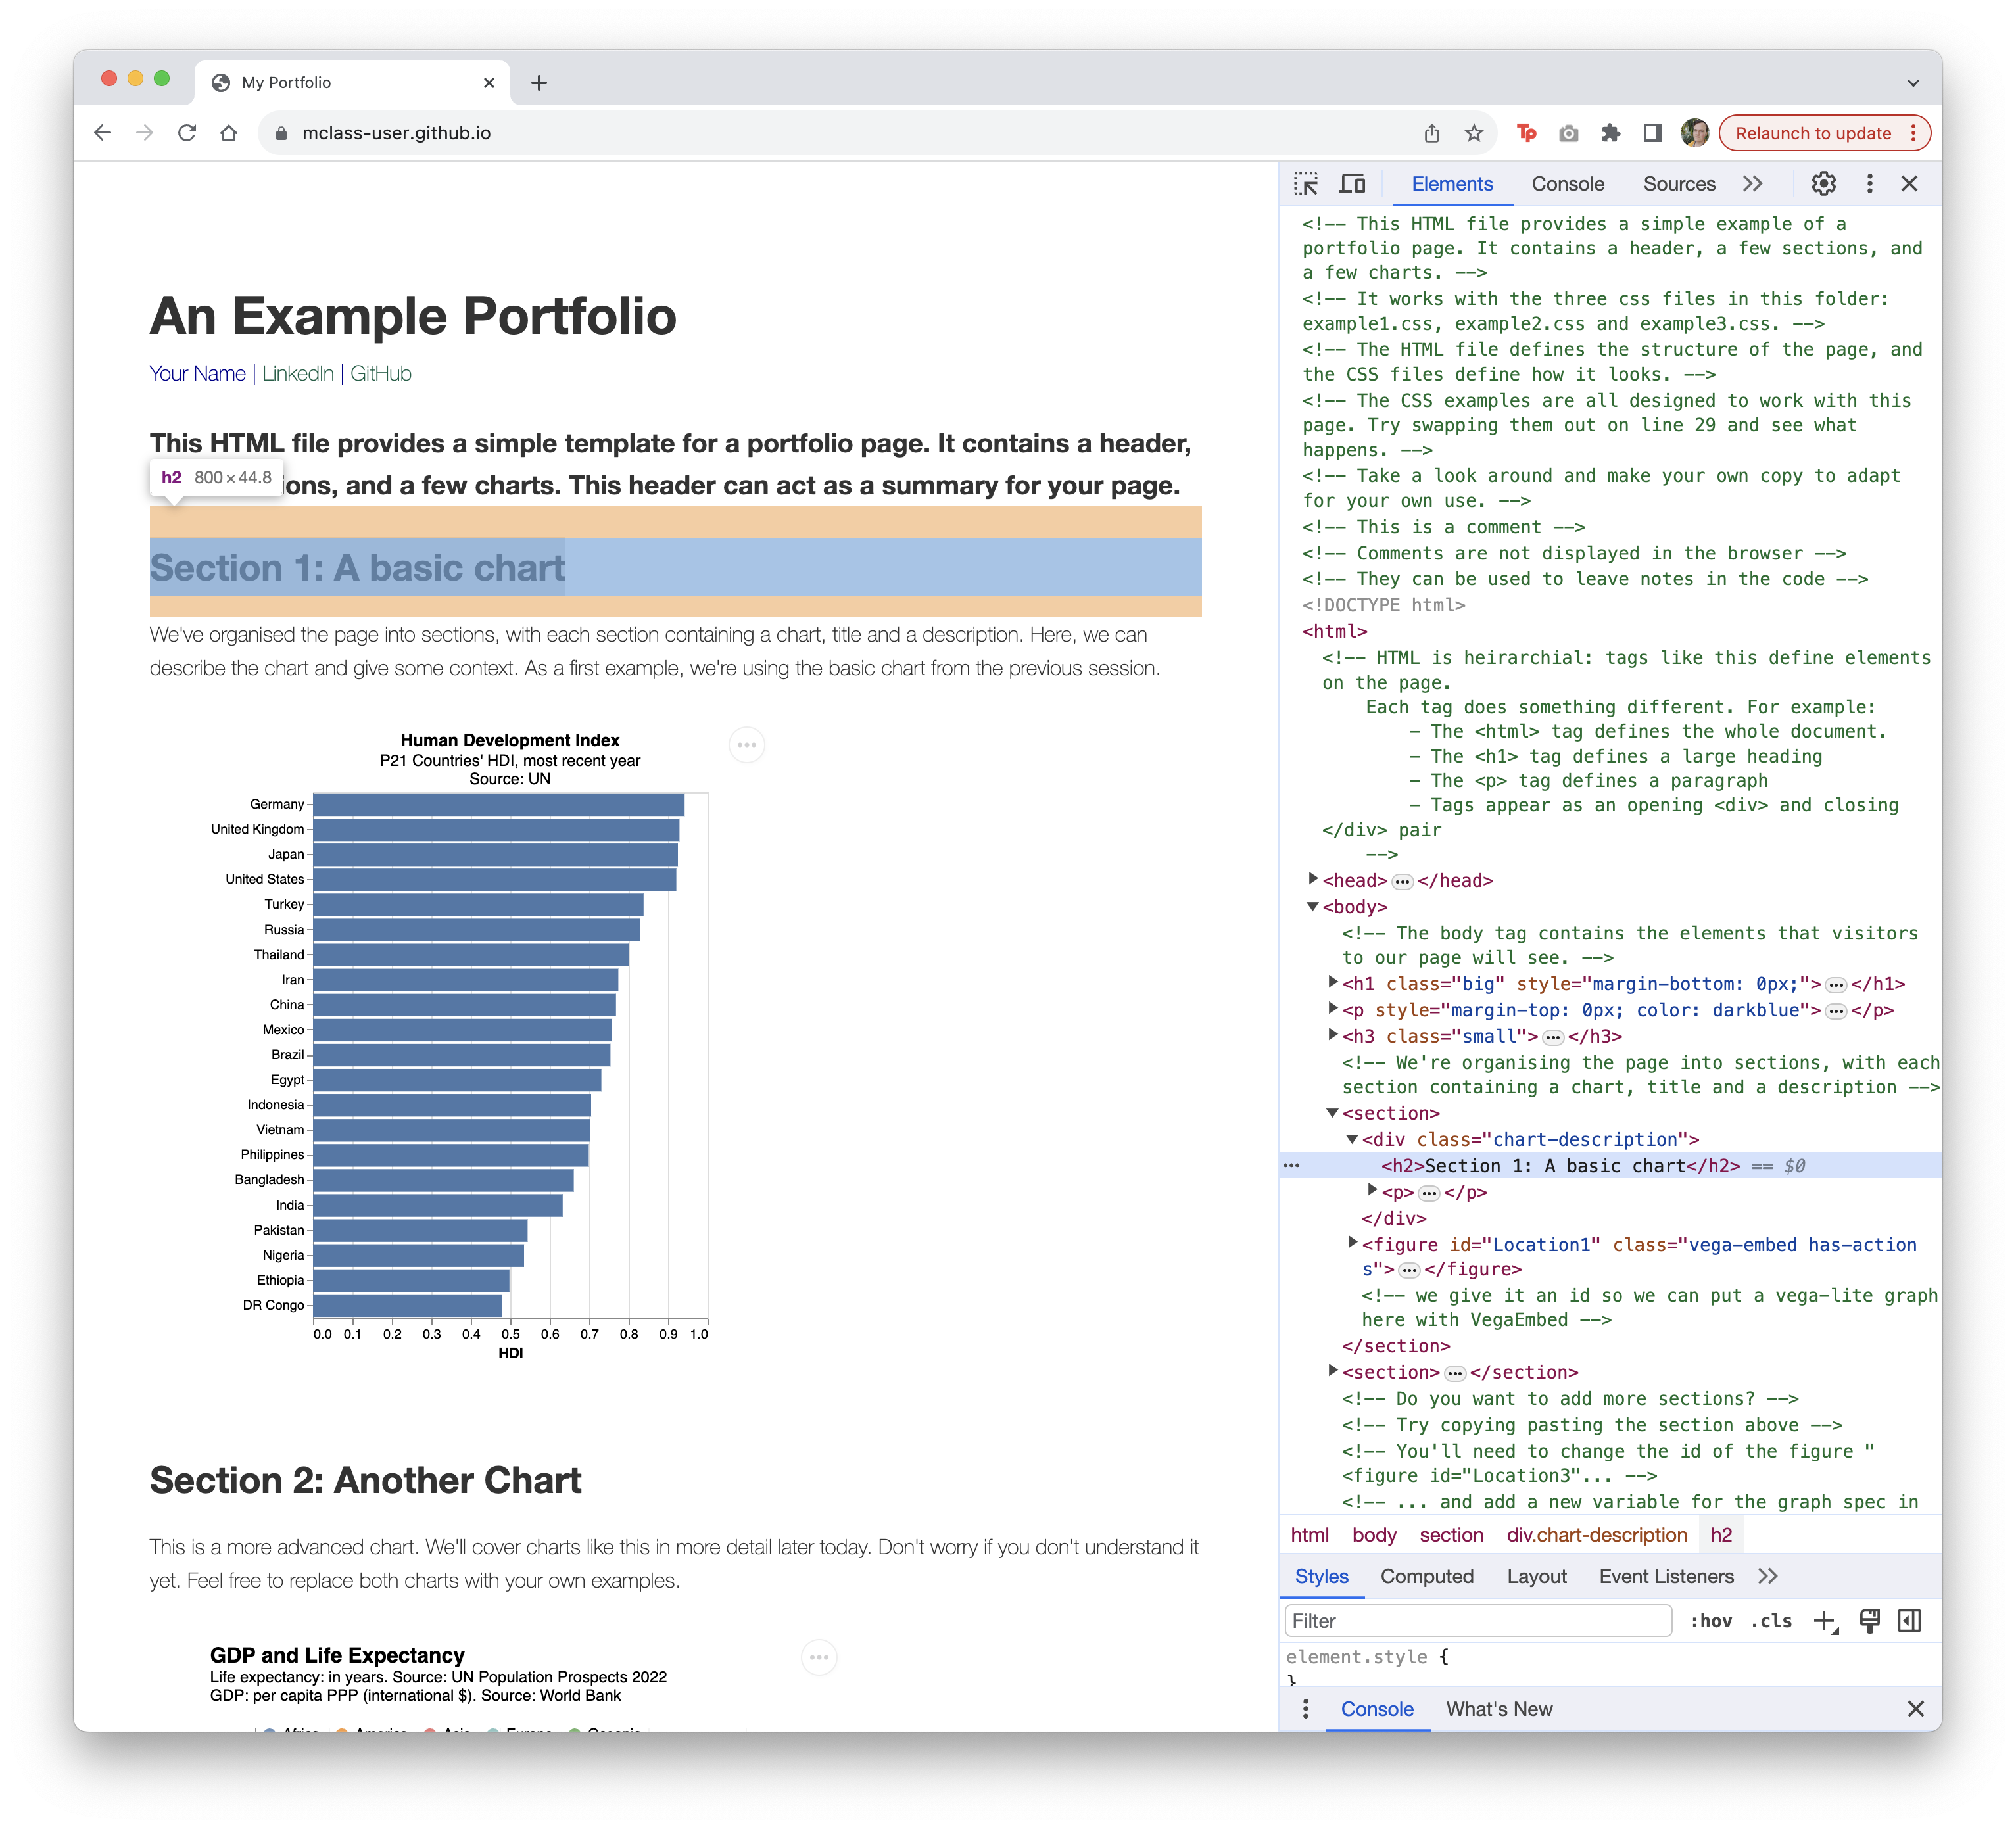 My Portfolio
mclass-user.github.io
Tp
Relaunch to update
An Example Portfolio
Your Name | LinkedIn | GitHub
This HTML file provides a simple template for a portfolio page. It contains a header,
ons, and a few charts. This header can act as a summary for your page.
h2 800 × 44.8
Section 1: A basic chart
We've organised the page into sections, with each section containing a chart, title and a description. Here, we can
describe the chart and give some context. As a first example, we're using the basic chart from the previous session.
Human Development Index
P21 Countries' HDI, most recent year
Source: UN
Germany
United Kingdom
Japan
United States
Turkey
Russia
Thailand
Iran
China
Mexico
Brazil
Egypt
Indonesia
Vietnam
Philippines
Bangladesh
India
Pakistan
Nigeria
Ethiopia
DR Congo
0.0 0.1 0.2 0.3 0.4 0.5 0.6 0.7 0.8 0.9 1.0
HDI
Section 2: Another Chart
This is a more advanced chart. We'll cover charts like this in more detail later today. Don't worry if you don't understand it
yet. Feel free to replace both charts with your own examples.
GDP and Life Expectancy
Life expectancy: in years. Source: UN Population Prospects 2022
GDP: per capita PPP (international $). Source: World Bank
Elements Console Sources
<!-- This HTML file provides a simple example of a
portfolio page. It contains a header, a few sections, and
a few charts. -->
<!-- It works with the three css files in this folder:
example1.css, example2.css and example3.css. -->
<!-- The HTML file defines the structure of the page, and
the CSS files define how it looks. -->
<!-- The CSS examples are all designed to work with this
page. Try swapping them out on line 29 and see what
happens. -->
<!-- Take a look around and make your own copy to adapt
for your own use. -->
<!-- This is a comment -->
<!-- Comments are not displayed in the browser -->
<!-- They can be used to leave notes in the code -->
<!DOCTYPE html>
<html>
<!-- HTML is heirarchial: tags like this define elements
on the page.
Each tag does something different. For example:
- The <html> tag defines the whole document.
- The <h1> tag defines a large heading
- The <p> tag defines a paragraph
- Tags appear as an opening <div> and closing
</div> pair
-->
<head>…</head>
<body>
<!-- The body tag contains the elements that visitors
to our page will see. -->
<h1 class="big" style="margin-bottom: 0px;">…</h1>
<p style="margin-top: 0px; color: darkblue">…</p>
<h3 class="small">…</h3>
<!-- We're organising the page into sections, with each
section containing a chart, title and a description -->
<section>
<div class="chart-description">
<h2>Section 1: A basic chart</h2> == $0
<p>…</p>
</div>
<figure id="Location1" class="vega-embed has-action
s">…</figure>
<!-- we give it an id so we can put a vega-lite graph
here with VegaEmbed -->
</section>
<section>…</section>
<!-- Do you want to add more sections? -->
<!-- Try copying pasting the section above -->
<!-- You'll need to change the id of the figure "
<figure id="Location3"... -->
<!-- ... and add a new variable for the graph spec in
html body section div.chart-description h2
Styles Computed Layout Event Listeners
Filter :hov .cls
element.style {
}
Console What's New